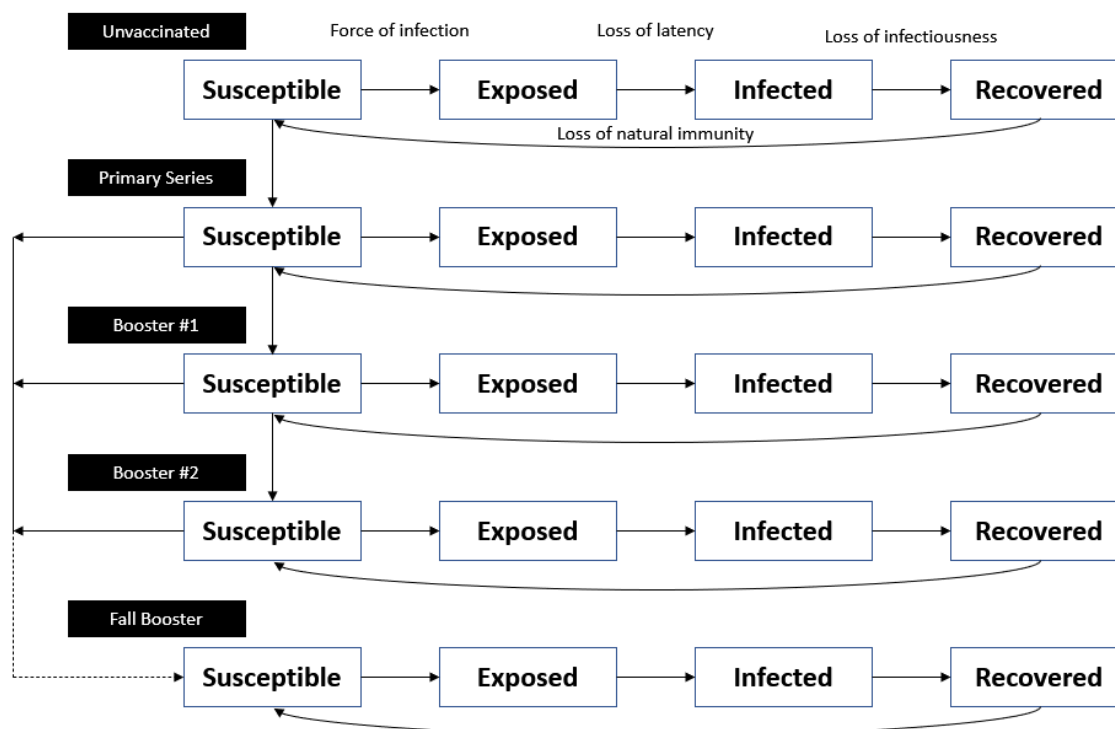 Unvaccinated
Force of infection
Loss of latency
Loss of infectiousness
Susceptible
Exposed
Infected
Recovered
Loss of natural immunity
Primary Series
Susceptible
Exposed
Infected
Recovered
Booster #1
Susceptible
Exposed
Infected
Recovered
Booster #2
Susceptible
Exposed
Infected
Recovered
Fall Booster
Susceptible
Exposed
Infected
Recovered